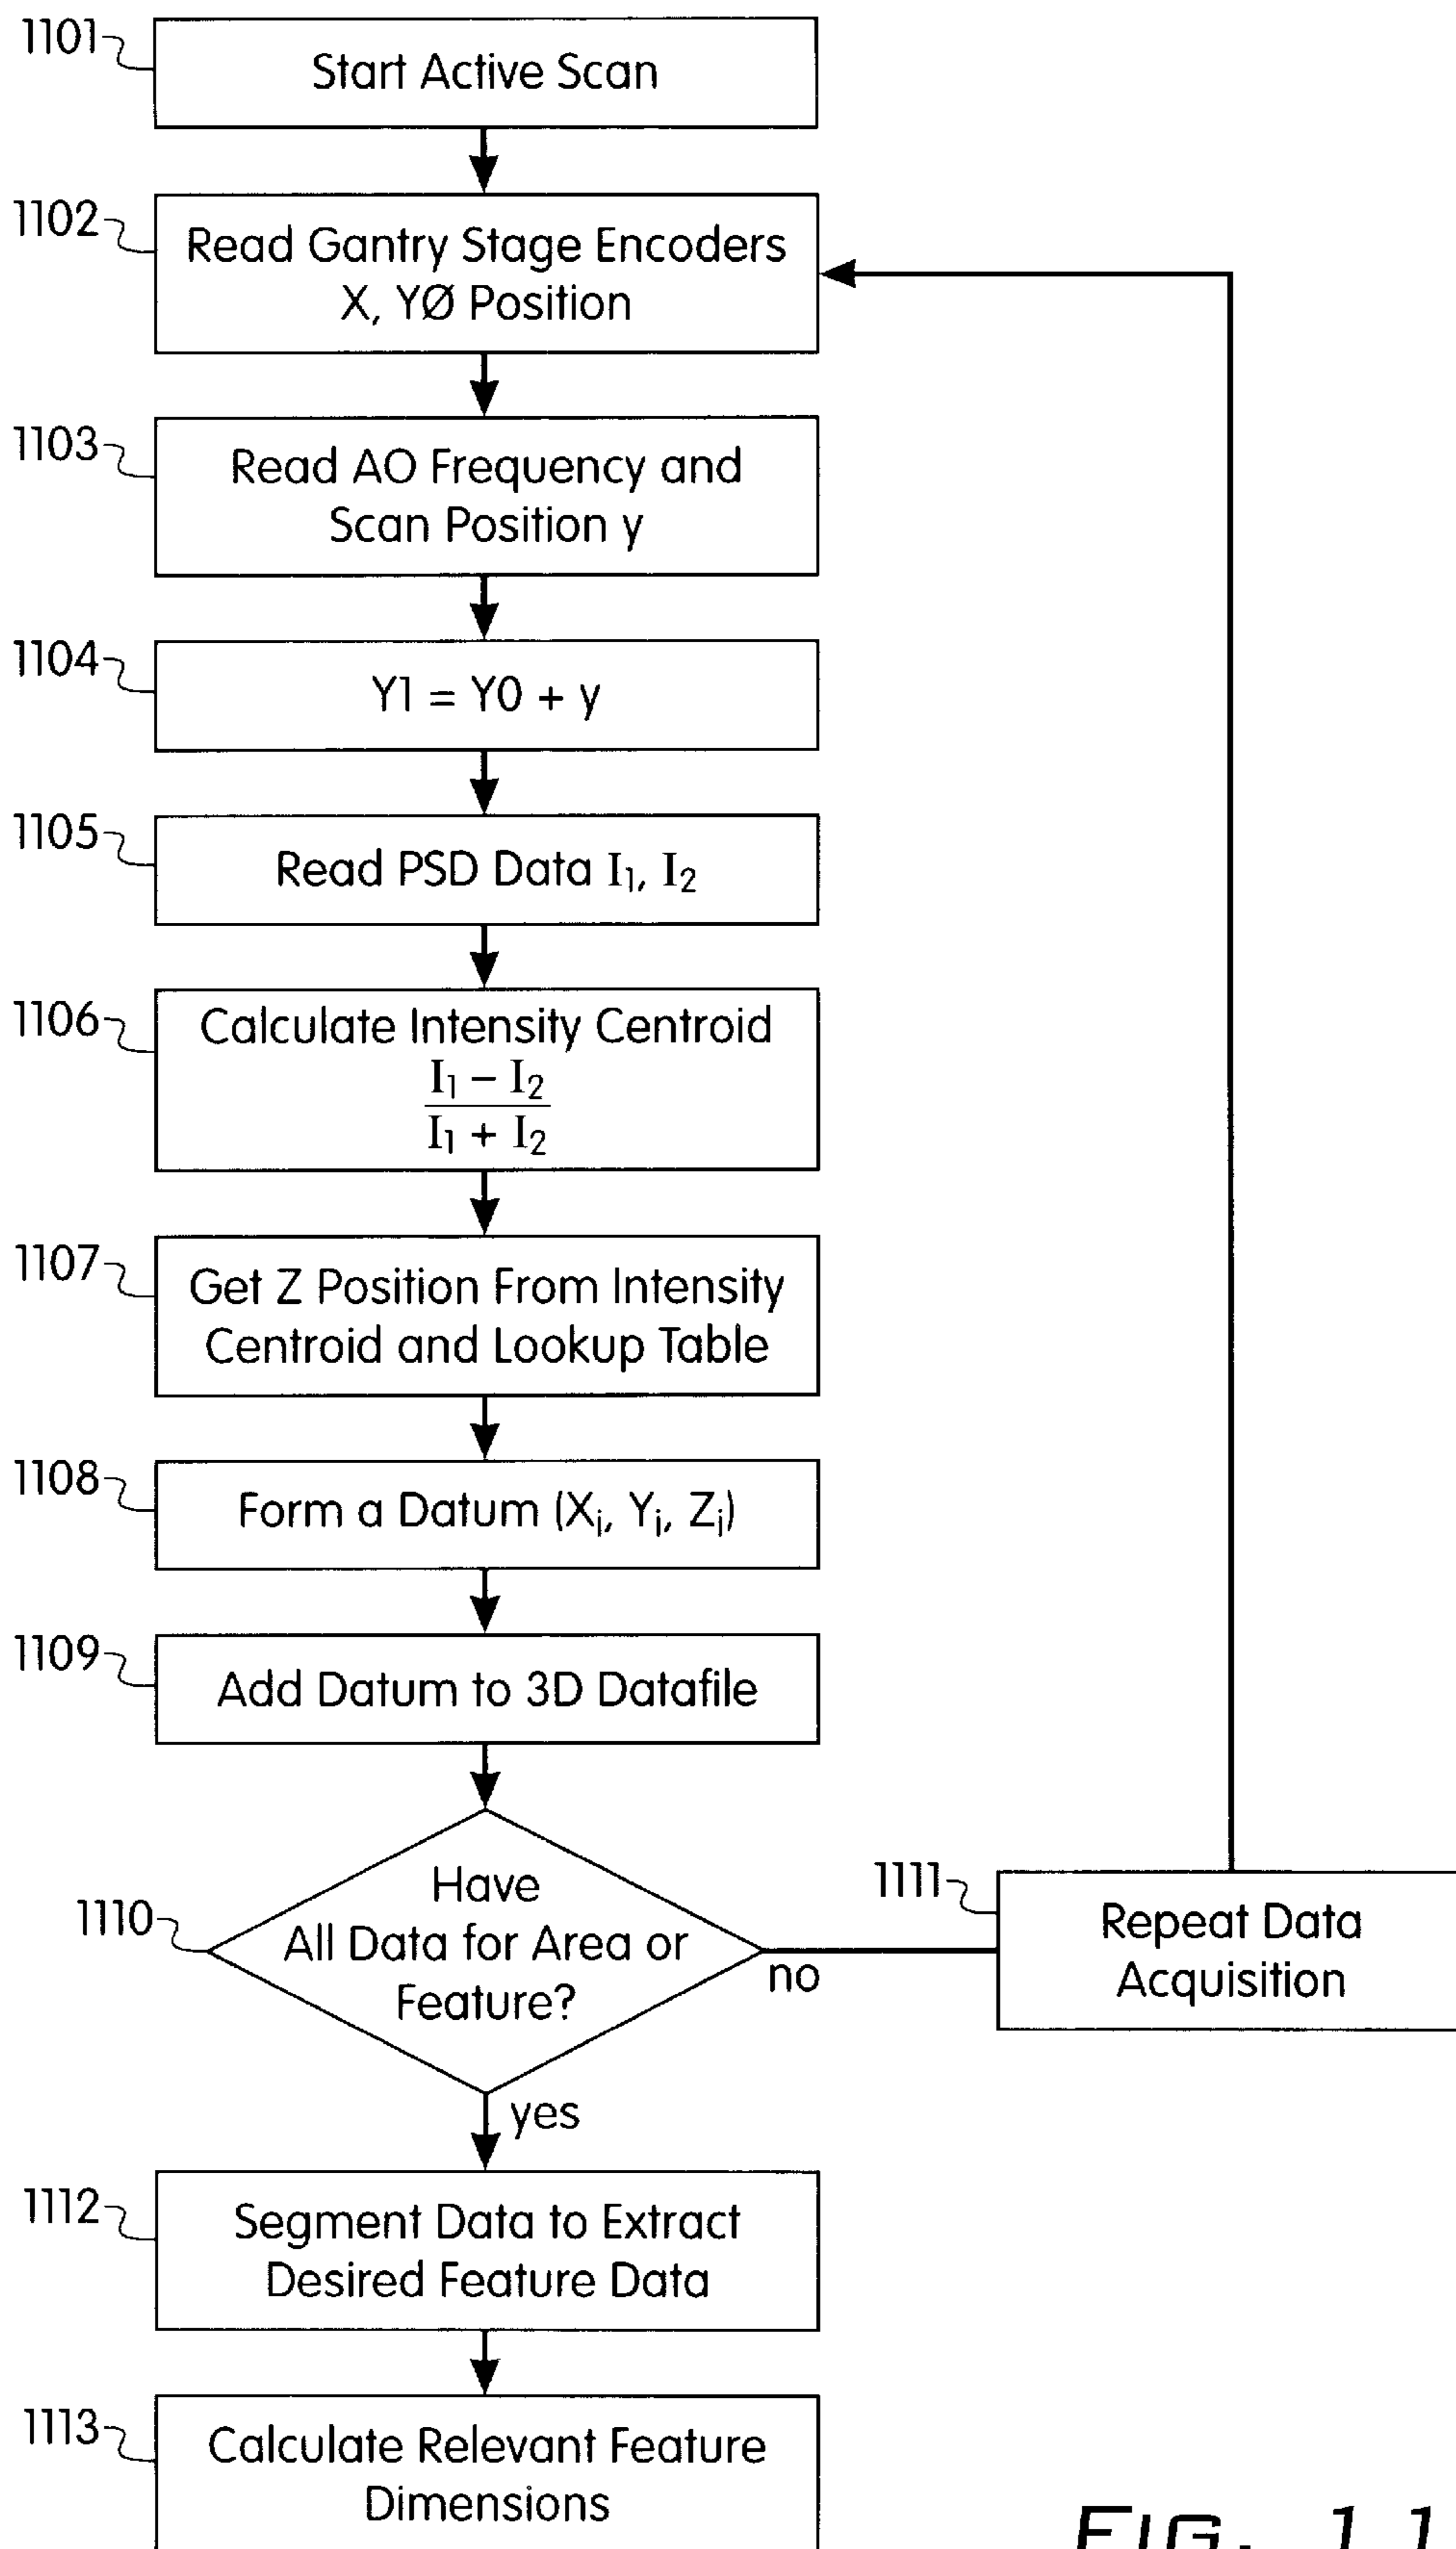 1101
Start Active Scan
1102
Read Gantry Stage Encoders
X, YØ Position
1103
Read AO Frequency and
Scan Position y
1104
Y1 = Y0 + y
1105
Read PSD Data I₁, I₂
1106
Calculate Intensity Centroid
I₁ – I₂
I₁ + I₂
1107
Get Z Position From Intensity
Centroid and Lookup Table
1108
Form a Datum (Xᵢ, Yᵢ, Zᵢ)
1109
Add Datum to 3D Datafile
1110
Have
All Data for Area or
Feature?
no
1111
Repeat Data
Acquisition
yes
1112
Segment Data to Extract
Desired Feature Data
1113
Calculate Relevant Feature
Dimensions
FIG. 11